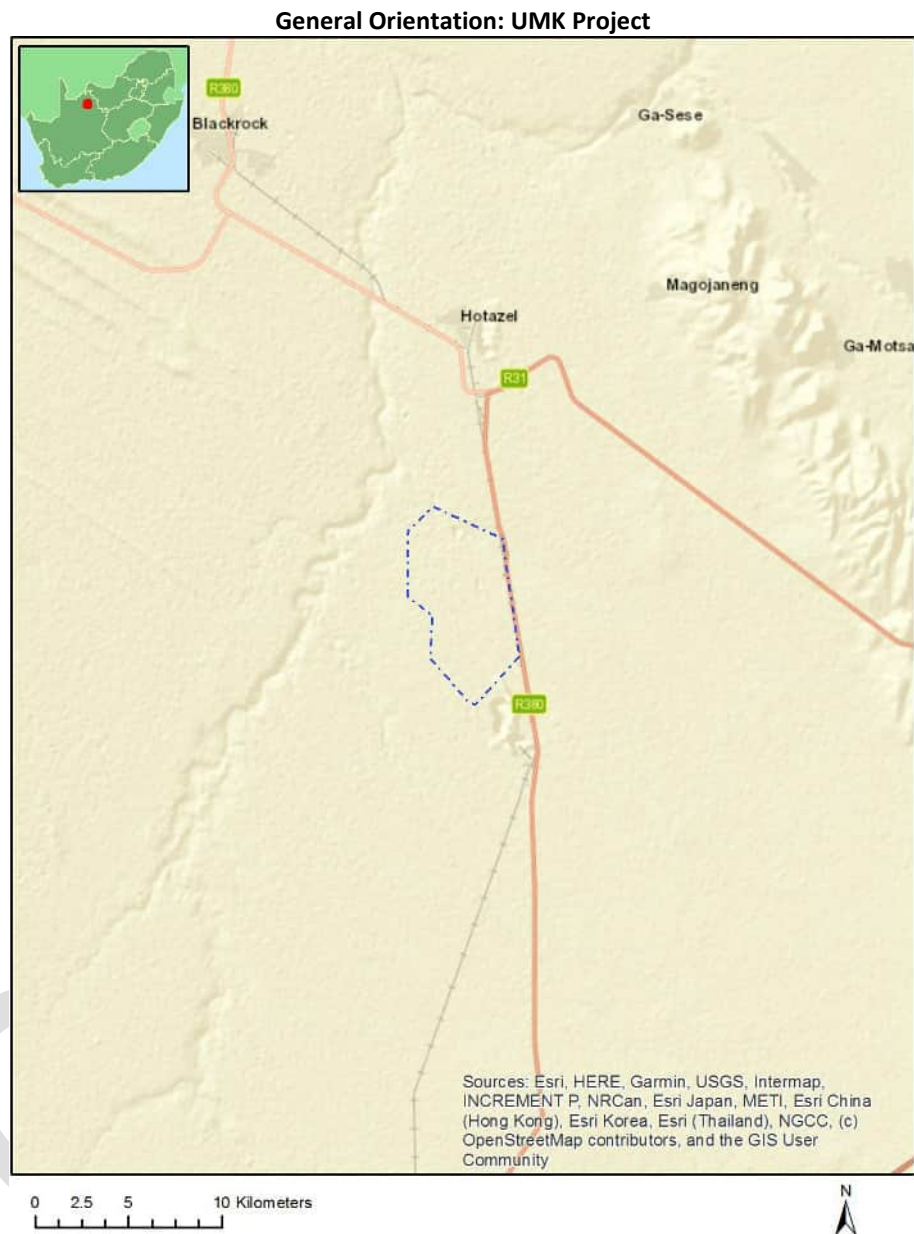 General Orientation: UMK Project
R380
Blackrock
Ga-Sese
Magojaneng
Hotazel
Ga-Motsa
R31
R380
Sources: Esri, HERE, Garmin, USGS, Intermap,
INCREMENT P, NRCan, Esri Japan, METI, Esri China
(Hong Kong), Esri Korea, Esri (Thailand), NGCC, (c)
OpenStreetMap contributors, and the GIS User
Community
0 2.5 5 10 Kilometers
N